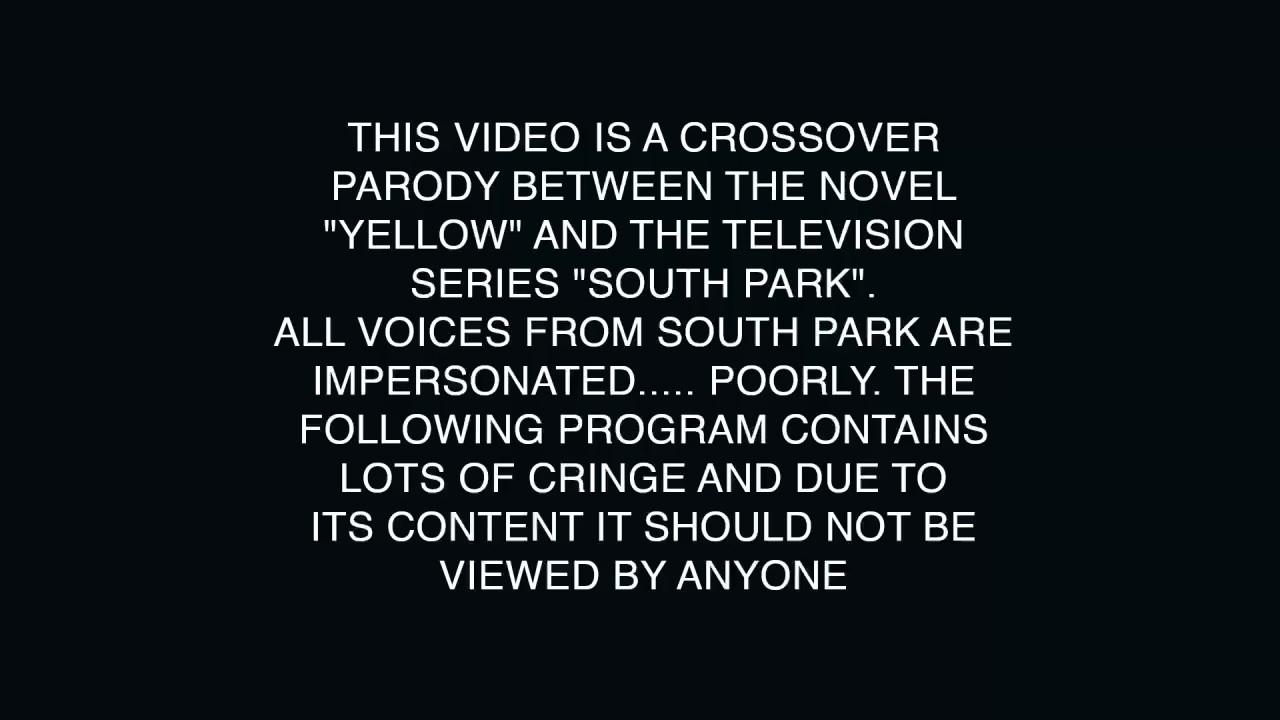 THIS VIDEO IS A CROSSOVER
PARODY BETWEEN THE NOVEL
"YELLOW" AND THE TELEVISION
SERIES "SOUTH PARK".
ALL VOICES FROM SOUTH PARK ARE
IMPERSONATED..... POORLY. THE
FOLLOWING PROGRAM CONTAINS
LOTS OF CRINGE AND DUE TO
ITS CONTENT IT SHOULD NOT BE
VIEWED BY ANYONE